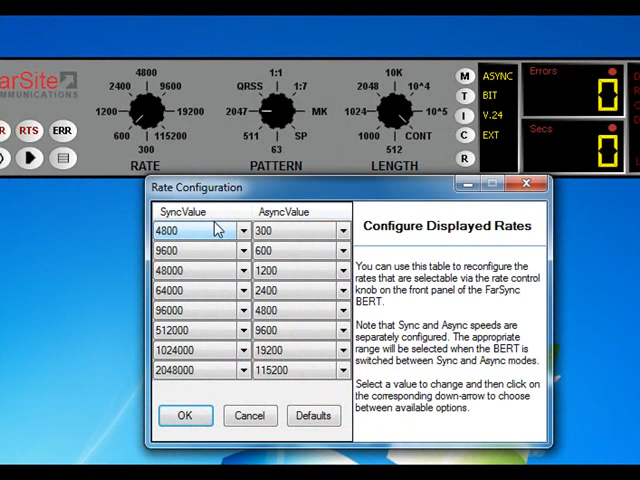 4800
2400 9600
1200 19200
600 115200
300
RATE
1:1
QRSS 1:7
2047 MK
511 SP
63
PATTERN
10K
2048 10^4
1024 10^5
1000 CONT
512
LENGTH
M ASYNC
T BIT
I V.24
C EXT
R
Errors
0
Secs
0
arSite
OMMUNICATIONS
R RTS ERR
Rate Configuration
SyncValue AsyncValue
4800 300
9600 600
48000 1200
64000 2400
96000 4800
512000 9600
1024000 19200
2048000 115200
OK Cancel Defaults
Configure Displayed Rates
You can use this table to reconfigure the
rates that are selectable via the rate control
knob on the front panel of the FarSync
BERT.
Note that Sync and Async speeds are
separately configured. The appropriate
range will be selected when the BERT is
switched between Sync and Async modes.
Select a value to change and then click on
the corresponding down-arrow to choose
between available options.